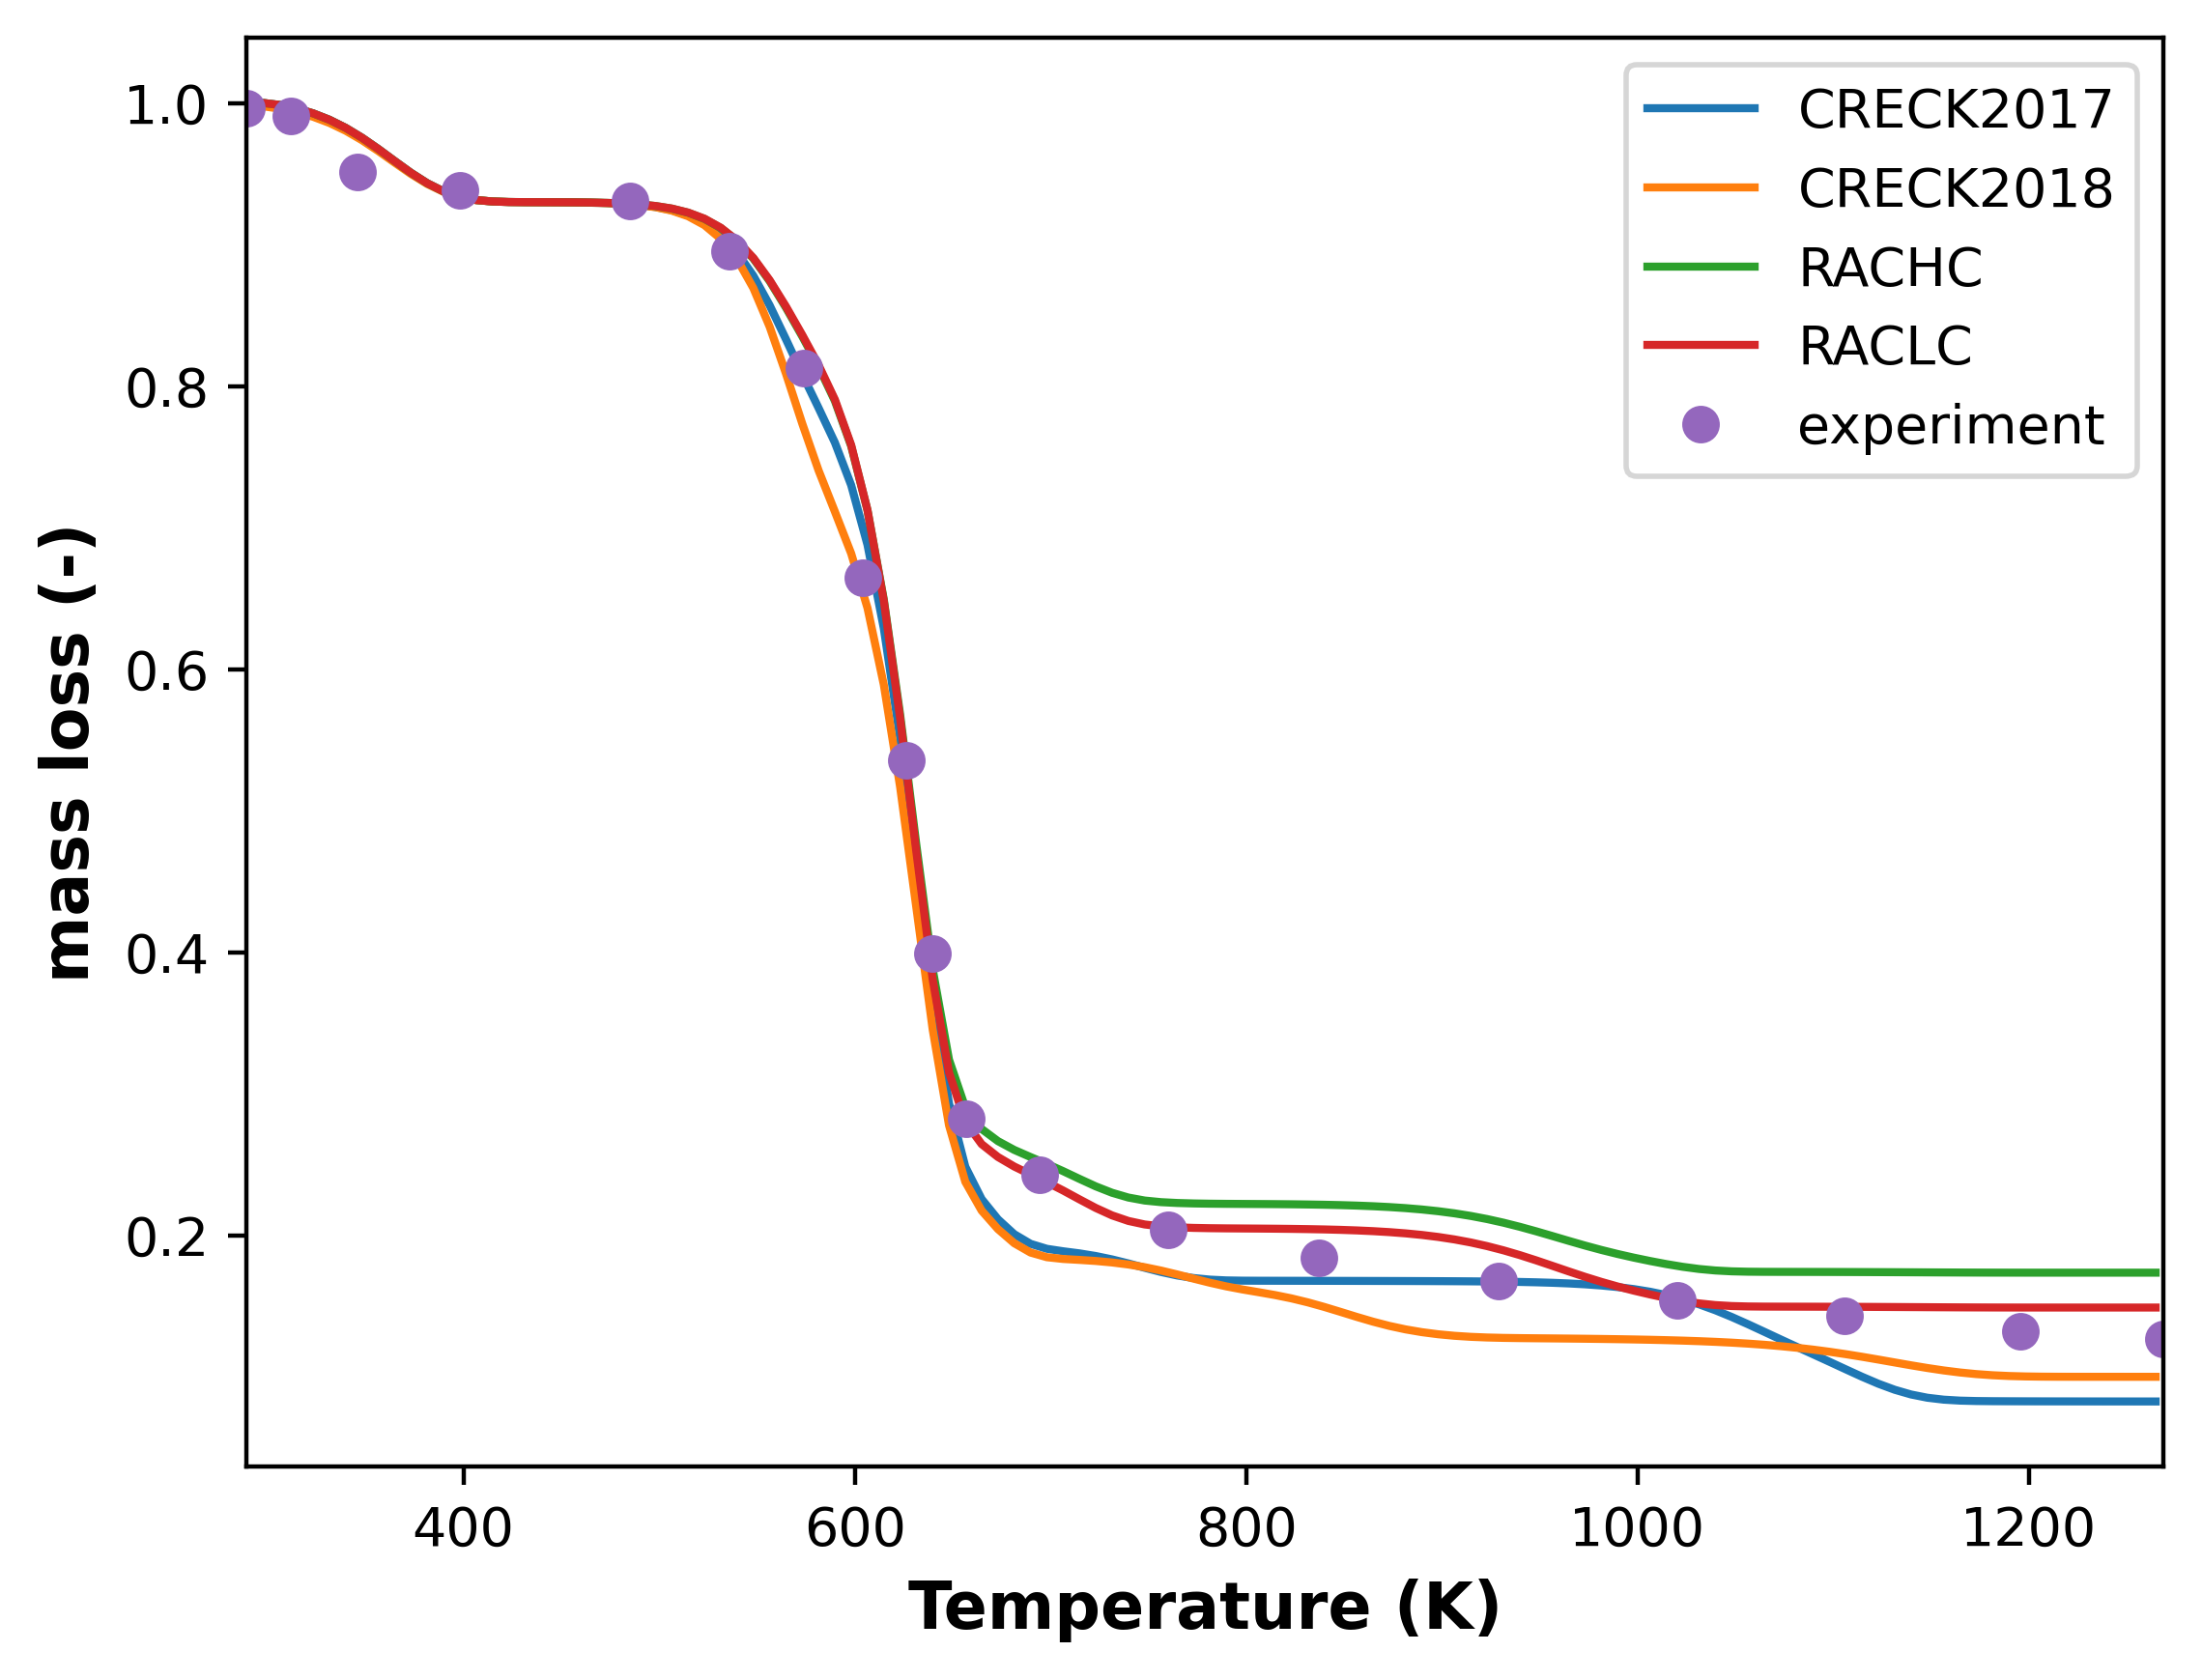 CRECK2017
CRECK2018
RACHC
RACLC
experiment
mass loss (-)
1.0
0.8
0.6
0.4
0.2
400 600 800 1000 1200
Temperature (K)